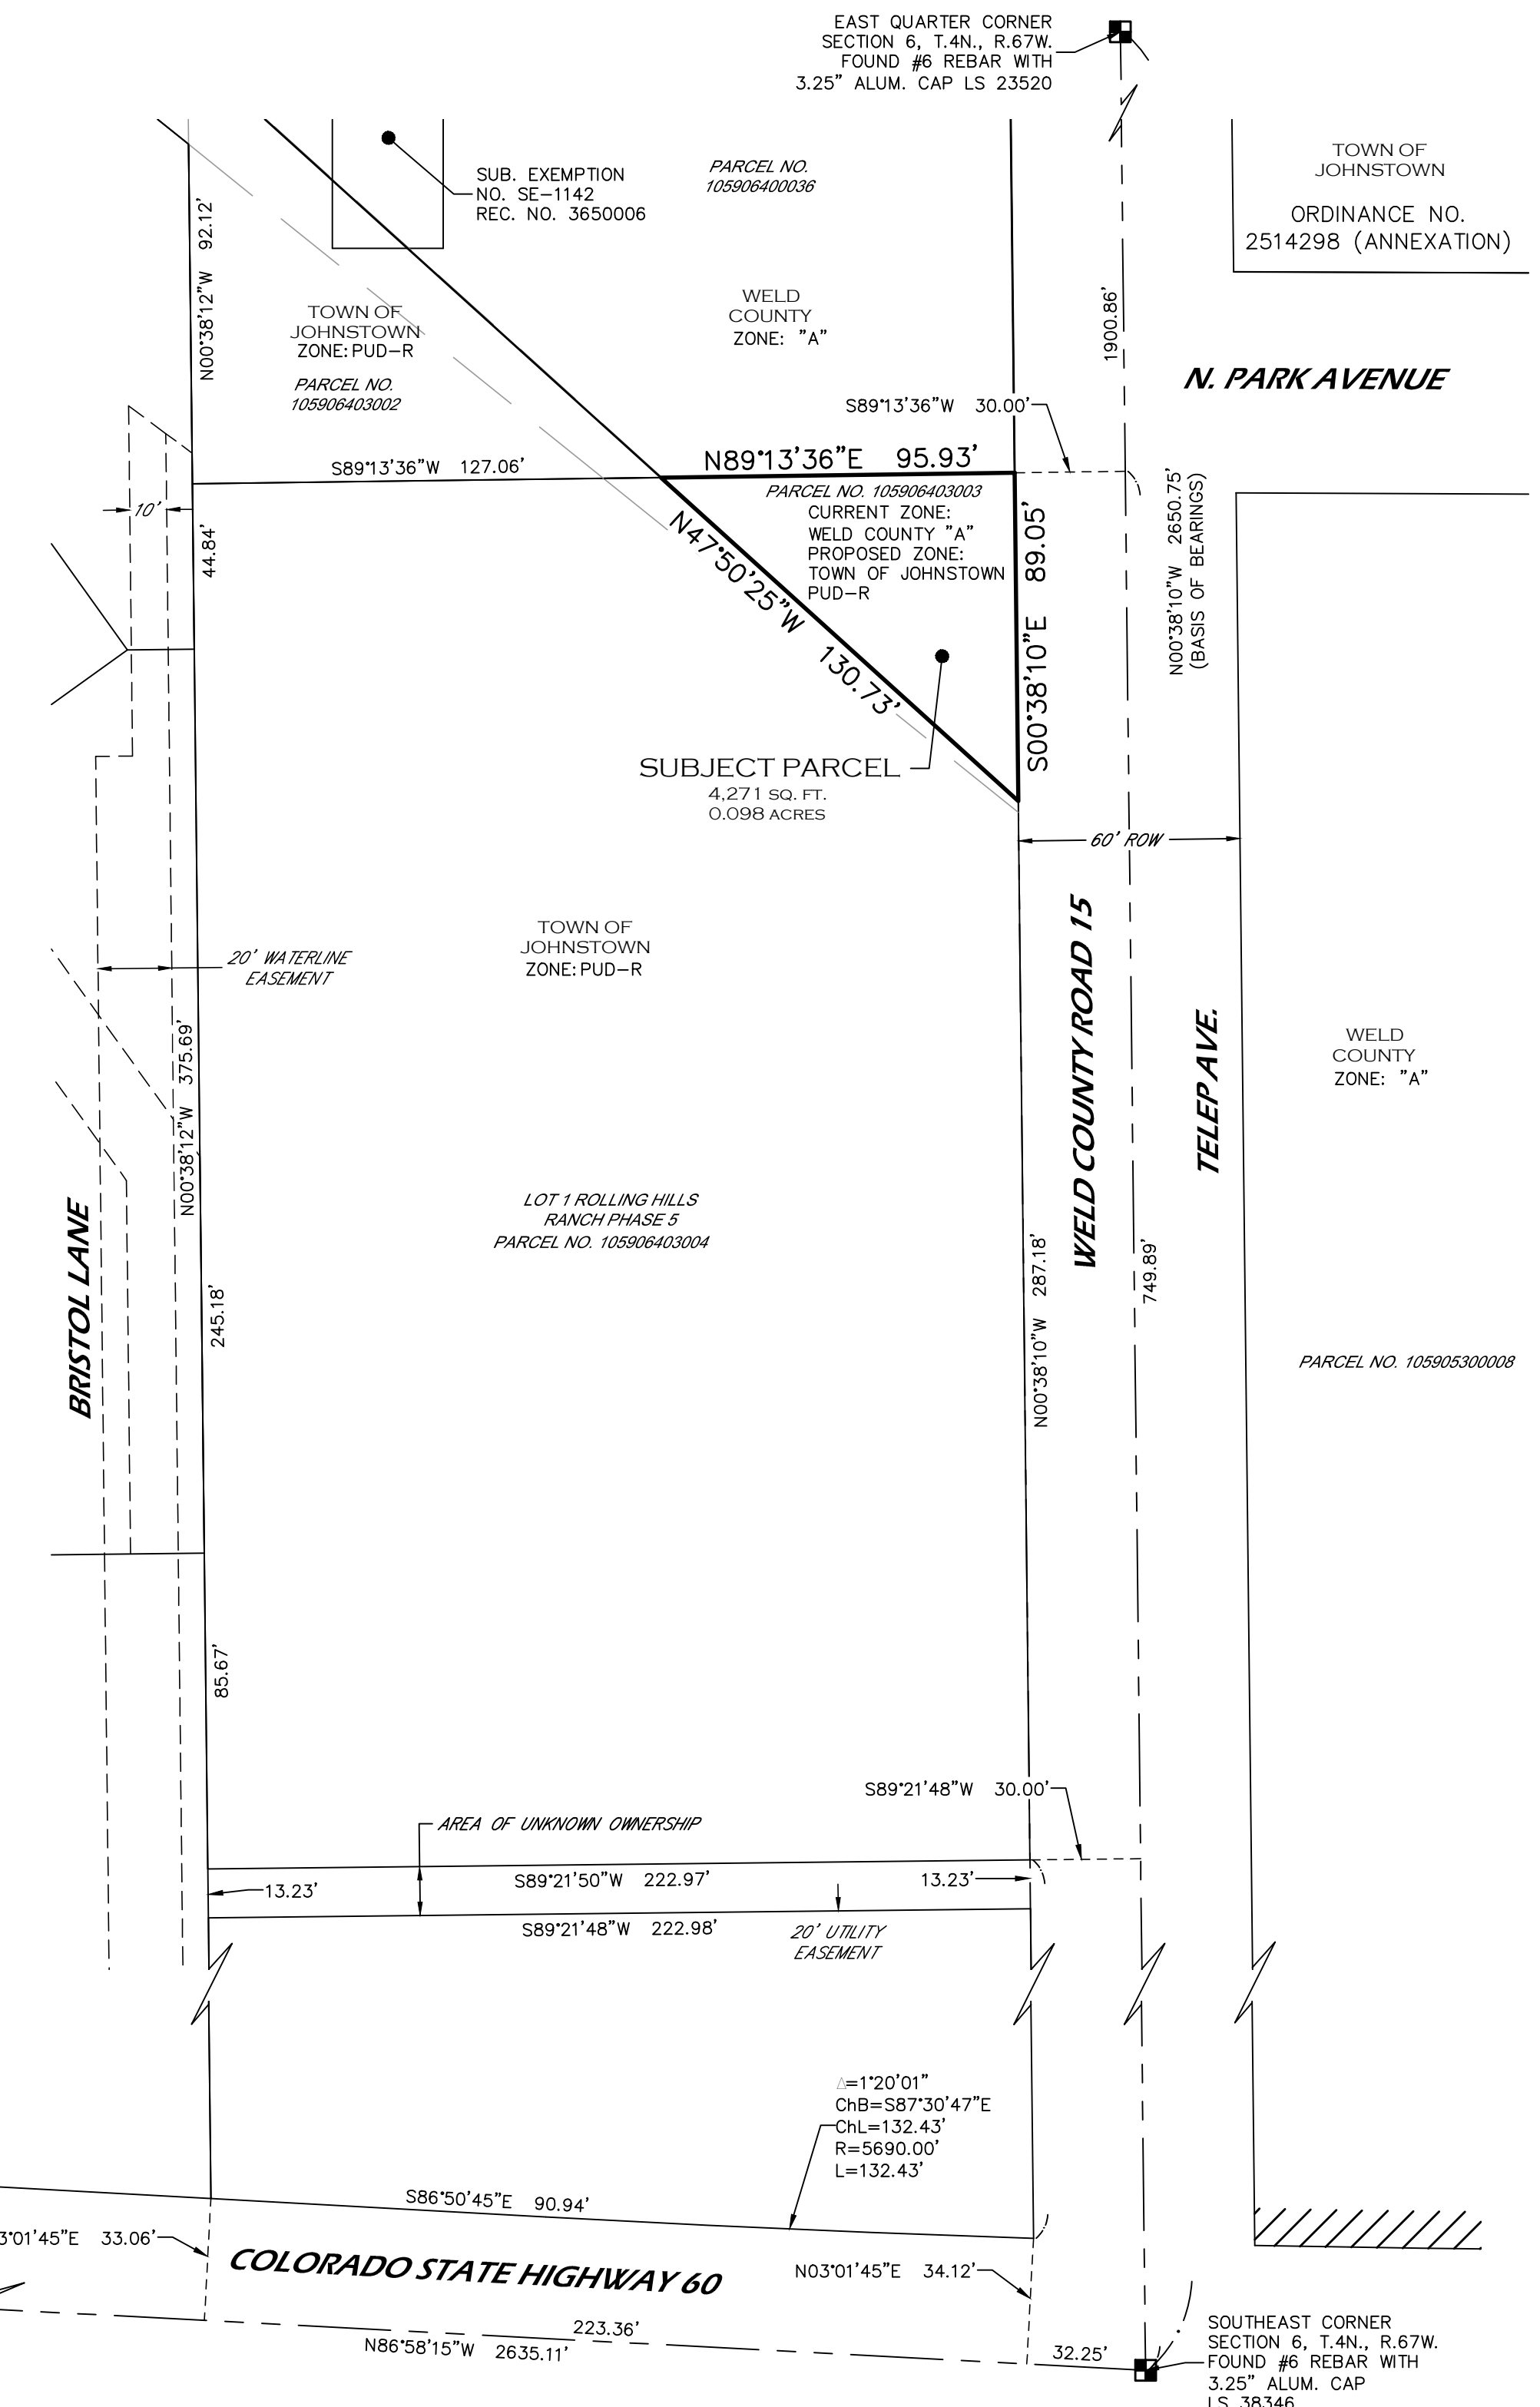 EAST QUARTER CORNER
SECTION 6, T.4N., R.67W.
FOUND #6 REBAR WITH
3.25" ALUM. CAP LS 23520
SUB. EXEMPTION
NO. SE-1142
REC. NO. 3650006
PARCEL NO.
105906400036
TOWN OF
JOHNSTOWN
ORDINANCE NO.
2514298 (ANNEXATION)
N00°38'12"W 92.12'
TOWN OF
JOHNSTOWN
ZONE: PUD-R
PARCEL NO.
105906403002
WELD
COUNTY
ZONE: "A"
1900.86'
N. PARK AVENUE
S89°13'36"W 30.00'
S89°13'36"W 127.06'
N89°13'36"E 95.93'
PARCEL NO. 105906403003
CURRENT ZONE:
WELD COUNTY "A"
PROPOSED ZONE:
TOWN OF JOHNSTOWN
PUD-R
N00°38'10"W 2650.75'
(BASIS OF BEARINGS)
10'
44.84'
N47°50'25"W 130.73'
S00°38'10"E 89.05'
SUBJECT PARCEL
4,271 SQ. FT.
0.098 ACRES
60' ROW
TOWN OF
JOHNSTOWN
ZONE: PUD-R
20' WATERLINE
EASEMENT
WELD COUNTY ROAD 15
TELEP AVE.
WELD
COUNTY
ZONE: "A"
N00°38'12"W 375.69'
LOT 1 ROLLING HILLS
RANCH PHASE 5
PARCEL NO. 105906403004
BRISTOL LANE
245.18'
N00°38'10"W 287.18'
749.89'
PARCEL NO. 105905300008
85.67'
S89°21'48"W 30.00'
AREA OF UNKNOWN OWNERSHIP
13.23'
S89°21'50"W 222.97'
13.23'
S89°21'48"W 222.98'
20' UTILITY
EASEMENT
Δ=1°20'01"
ChB=S87°30'47"E
ChL=132.43'
R=5690.00'
L=132.43'
S86°50'45"E 90.94'
3°01'45"E 33.06'
COLORADO STATE HIGHWAY 60
N03°01'45"E 34.12'
223.36'
N86°58'15"W 2635.11'
32.25'
SOUTHEAST CORNER
SECTION 6, T.4N., R.67W.
FOUND #6 REBAR WITH
3.25" ALUM. CAP
LS 38346